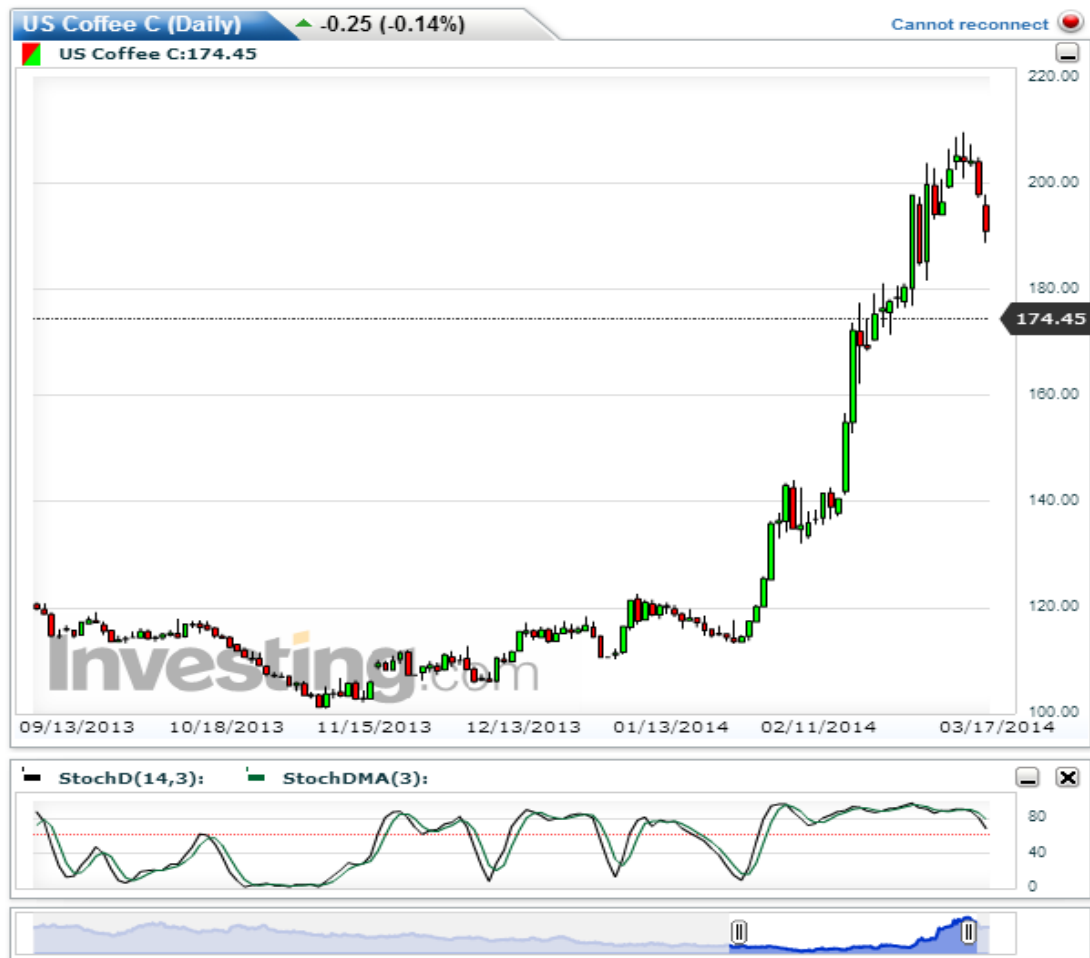 US Coffee C (Daily) -0.25 (-0.14%) Cannot reconnect
US Coffee C:174.45
220.00
200.00
180.00
174.45
160.00
140.00
120.00
Investing.com
100.00
09/13/2013 10/18/2013 11/15/2013 12/13/2013 01/13/2014 02/11/2014 03/17/2014
StochD(14,3): StochDMA(3):
80
40
0